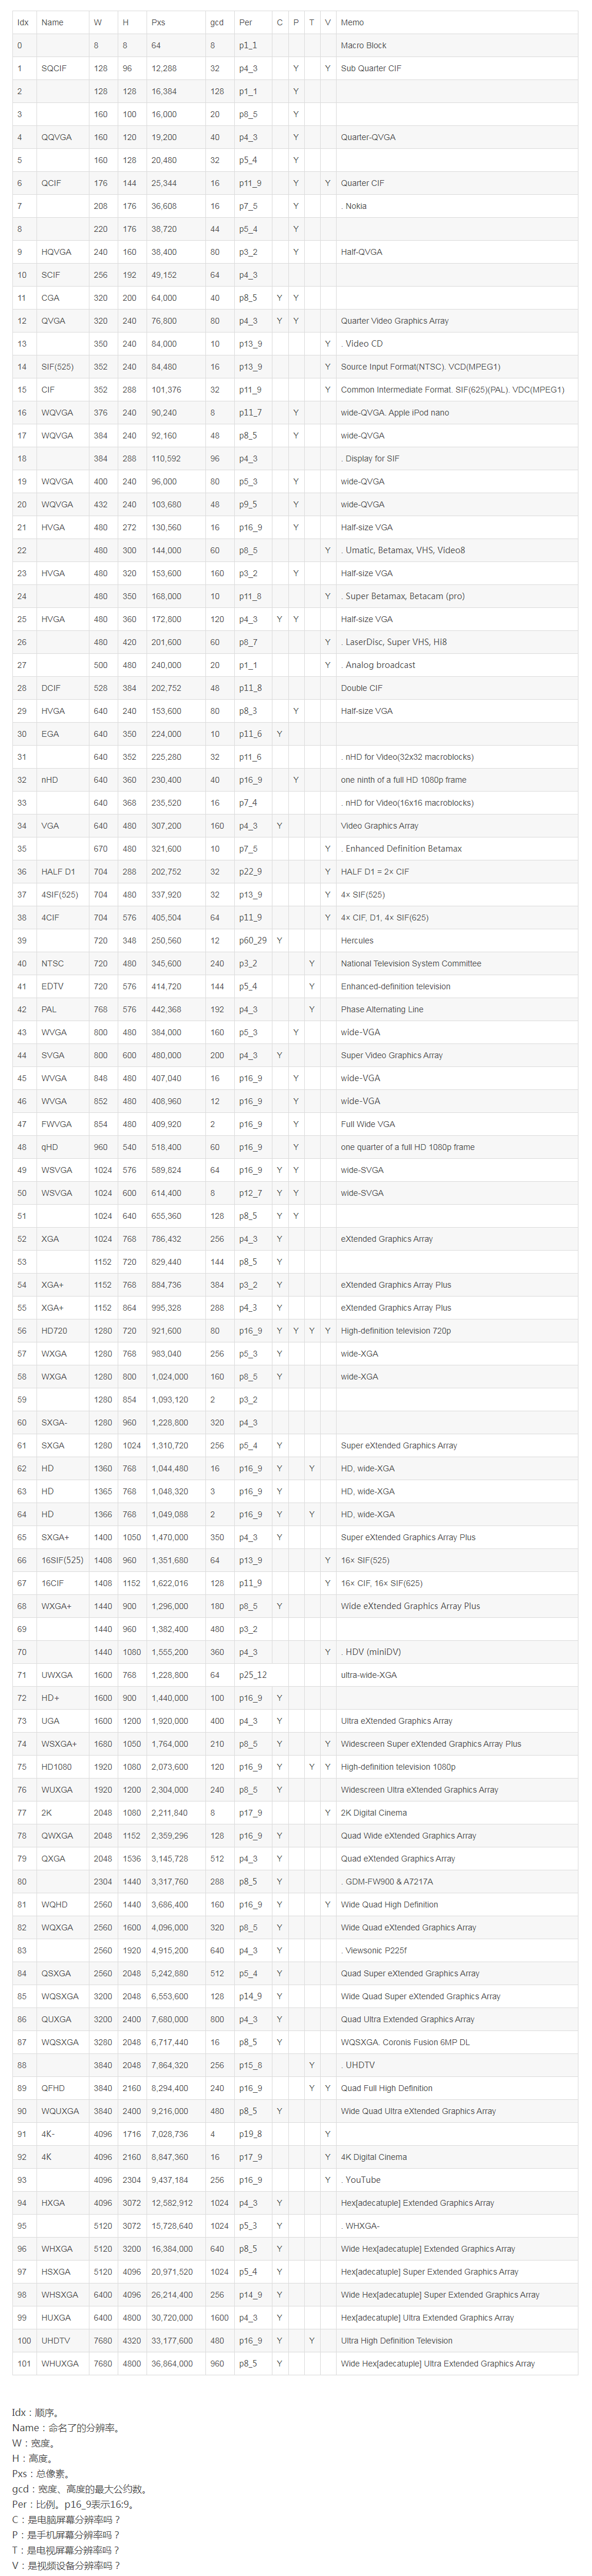 Idx Name W H Pxs gcd Per C P T V Memo
0 8 8 64 8 p1_1 Macro Block
1 SQCIF 128 96 12,288 32 p4_3 Y Y Sub Quarter CIF
2 128 128 16,384 128 p1_1 Y
3 160 100 16,000 20 p8_5 Y
4 QQVGA 160 120 19,200 40 p4_3 Y Quarter-QVGA
5 160 128 20,480 32 p5_4 Y
6 QCIF 176 144 25,344 16 p11_9 Y Y Quarter CIF
7 208 176 36,608 16 p7_5 Y . Nokia
8 220 176 38,720 44 p5_4 Y
9 HQVGA 240 160 38,400 80 p3_2 Y Half-QVGA
10 SCIF 256 192 49,152 64 p4_3
11 CGA 320 200 64,000 40 p8_5 Y Y
12 QVGA 320 240 76,800 80 p4_3 Y Y Quarter Video Graphics Array
13 350 240 84,000 10 p13_9 Y . Video CD
14 SIF(525) 352 240 84,480 16 p13_9 Y Source Input Format(NTSC). VCD(MPEG1)
15 CIF 352 288 101,376 32 p11_9 Y Common Intermediate Format. SIF(625)(PAL). VDC(MPEG1)
16 WQVGA 376 240 90,240 8 p11_7 Y wide-QVGA. Apple iPod nano
17 WQVGA 384 240 92,160 48 p8_5 Y wide-QVGA
18 384 288 110,592 96 p4_3 . Display for SIF
19 WQVGA 400 240 96,000 80 p5_3 Y wide-QVGA
20 WQVGA 432 240 103,680 48 p9_5 Y wide-QVGA
21 HVGA 480 272 130,560 16 p16_9 Y Half-size VGA
22 480 300 144,000 60 p8_5 Y . Umatic, Betamax, VHS, Video8
23 HVGA 480 320 153,600 160 p3_2 Y Half-size VGA
24 480 350 168,000 10 p11_8 Y . Super Betamax, Betacam (pro)
25 HVGA 480 360 172,800 120 p4_3 Y Y Half-size VGA
26 480 420 201,600 60 p8_7 Y . LaserDisc, Super VHS, Hi8
27 500 480 240,000 20 p1_1 Y . Analog broadcast
28 DCIF 528 384 202,752 48 p11_8 Double CIF
29 HVGA 640 240 153,600 80 p8_3 Y Half-size VGA
30 EGA 640 350 224,000 10 p11_6 Y
31 640 352 225,280 32 p11_6 . nHD for Video(32x32 macroblocks)
32 nHD 640 360 230,400 40 p16_9 Y one ninth of a full HD 1080p frame
33 640 368 235,520 16 p7_4 . nHD for Video(16x16 macroblocks)
34 VGA 640 480 307,200 160 p4_3 Y Video Graphics Array
35 670 480 321,600 10 p7_5 Y . Enhanced Definition Betamax
36 HALF D1 704 288 202,752 32 p22_9 Y HALF D1 = 2× CIF
37 4SIF(525) 704 480 337,920 32 p13_9 Y 4× SIF(525)
38 4CIF 704 576 405,504 64 p11_9 Y 4× CIF, D1, 4× SIF(625)
39 720 348 250,560 12 p60_29 Y Hercules
40 NTSC 720 480 345,600 240 p3_2 Y National Television System Committee
41 EDTV 720 576 414,720 144 p5_4 Y Enhanced-definition television
42 PAL 768 576 442,368 192 p4_3 Y Phase Alternating Line
43 WVGA 800 480 384,000 160 p5_3 Y wide-VGA
44 SVGA 800 600 480,000 200 p4_3 Y Super Video Graphics Array
45 WVGA 848 480 407,040 16 p16_9 Y wide-VGA
46 WVGA 852 480 408,960 12 p16_9 Y wide-VGA
47 FWVGA 854 480 409,920 2 p16_9 Y Full Wide VGA
48 qHD 960 540 518,400 60 p16_9 Y one quarter of a full HD 1080p frame
49 WSVGA 1024 576 589,824 64 p16_9 Y Y wide-SVGA
50 WSVGA 1024 600 614,400 8 p12_7 Y Y wide-SVGA
51 1024 640 655,360 128 p8_5 Y Y
52 XGA 1024 768 786,432 256 p4_3 Y eXtended Graphics Array
53 1152 720 829,440 144 p8_5 Y
54 XGA+ 1152 768 884,736 384 p3_2 Y eXtended Graphics Array Plus
55 XGA+ 1152 864 995,328 288 p4_3 Y eXtended Graphics Array Plus
56 HD720 1280 720 921,600 80 p16_9 Y Y Y Y High-definition television 720p
57 WXGA 1280 768 983,040 256 p5_3 Y wide-XGA
58 WXGA 1280 800 1,024,000 160 p8_5 Y wide-XGA
59 1280 854 1,093,120 2 p3_2
60 SXGA- 1280 960 1,228,800 320 p4_3
61 SXGA 1280 1024 1,310,720 256 p5_4 Y Super eXtended Graphics Array
62 HD 1360 768 1,044,480 16 p16_9 Y Y HD, wide-XGA
63 HD 1365 768 1,048,320 3 p16_9 Y HD, wide-XGA
64 HD 1366 768 1,049,088 2 p16_9 Y Y HD, wide-XGA
65 SXGA+ 1400 1050 1,470,000 350 p4_3 Y Super eXtended Graphics Array Plus
66 16SIF(525) 1408 960 1,351,680 64 p13_9 Y 16× SIF(525)
67 16CIF 1408 1152 1,622,016 128 p11_9 Y 16× CIF, 16× SIF(625)
68 WXGA+ 1440 900 1,296,000 180 p8_5 Y Wide eXtended Graphics Array Plus
69 1440 960 1,382,400 480 p3_2
70 1440 1080 1,555,200 360 p4_3 Y . HDV (miniDV)
71 UWXGA 1600 768 1,228,800 64 p25_12 ultra-wide-XGA
72 HD+ 1600 900 1,440,000 100 p16_9 Y
73 UGA 1600 1200 1,920,000 400 p4_3 Y Ultra eXtended Graphics Array
74 WSXGA+ 1680 1050 1,764,000 210 p8_5 Y Y Widescreen Super eXtended Graphics Array Plus
75 HD1080 1920 1080 2,073,600 120 p16_9 Y Y Y High-definition television 1080p
76 WUXGA 1920 1200 2,304,000 240 p8_5 Y Widescreen Ultra eXtended Graphics Array
77 2K 2048 1080 2,211,840 8 p17_9 Y 2K Digital Cinema
78 QWXGA 2048 1152 2,359,296 128 p16_9 Y Quad Wide eXtended Graphics Array
79 QXGA 2048 1536 3,145,728 512 p4_3 Y Quad eXtended Graphics Array
80 2304 1440 3,317,760 288 p8_5 Y . GDM-FW900 & A7217A
81 WQHD 2560 1440 3,686,400 160 p16_9 Y Y Wide Quad High Definition
82 WQXGA 2560 1600 4,096,000 320 p8_5 Y Wide Quad eXtended Graphics Array
83 2560 1920 4,915,200 640 p4_3 Y . Viewsonic P225f
84 QSXGA 2560 2048 5,242,880 512 p5_4 Y Quad Super eXtended Graphics Array
85 WQSXGA 3200 2048 6,553,600 128 p14_9 Y Wide Quad Super eXtended Graphics Array
86 QUXGA 3200 2400 7,680,000 800 p4_3 Y Quad Ultra Extended Graphics Array
87 WQSXGA 3280 2048 6,717,440 16 p8_5 Y WQSXGA. Coronis Fusion 6MP DL
88 3840 2048 7,864,320 256 p15_8 Y . UHDTV
89 QFHD 3840 2160 8,294,400 240 p16_9 Y Y Quad Full High Definition
90 WQUXGA 3840 2400 9,216,000 480 p8_5 Y Wide Quad Ultra eXtended Graphics Array
91 4K- 4096 1716 7,028,736 4 p19_8 Y
92 4K 4096 2160 8,847,360 16 p17_9 Y 4K Digital Cinema
93 4096 2304 9,437,184 256 p16_9 Y . YouTube
94 HXGA 4096 3072 12,582,912 1024 p4_3 Y Hex[adecatuple] Extended Graphics Array
95 5120 3072 15,728,640 1024 p5_3 Y . WHXGA-
96 WHXGA 5120 3200 16,384,000 640 p8_5 Y Wide Hex[adecatuple] Extended Graphics Array
97 HSXGA 5120 4096 20,971,520 1024 p5_4 Y Hex[adecatuple] Super Extended Graphics Array
98 WHSXGA 6400 4096 26,214,400 256 p14_9 Y Wide Hex[adecatuple] Super Extended Graphics Array
99 HUXGA 6400 4800 30,720,000 1600 p4_3 Y Hex[adecatuple] Ultra Extended Graphics Array
100 UHDTV 7680 4320 33,177,600 480 p16_9 Y Y Ultra High Definition Television
101 WHUXGA 7680 4800 36,864,000 960 p8_5 Y Wide Hex[adecatuple] Ultra Extended Graphics Array
Idx：顺序。
Name：命名了的分辨率。
W：宽度。
H：高度。
Pxs：总像素。
gcd：宽度、高度的最大公约数。
Per：比例。p16_9表示16:9。
C：是电脑屏幕分辨率吗？
P：是手机屏幕分辨率吗？
T：是电视屏幕分辨率吗？
V：是视频设备分辨率吗？